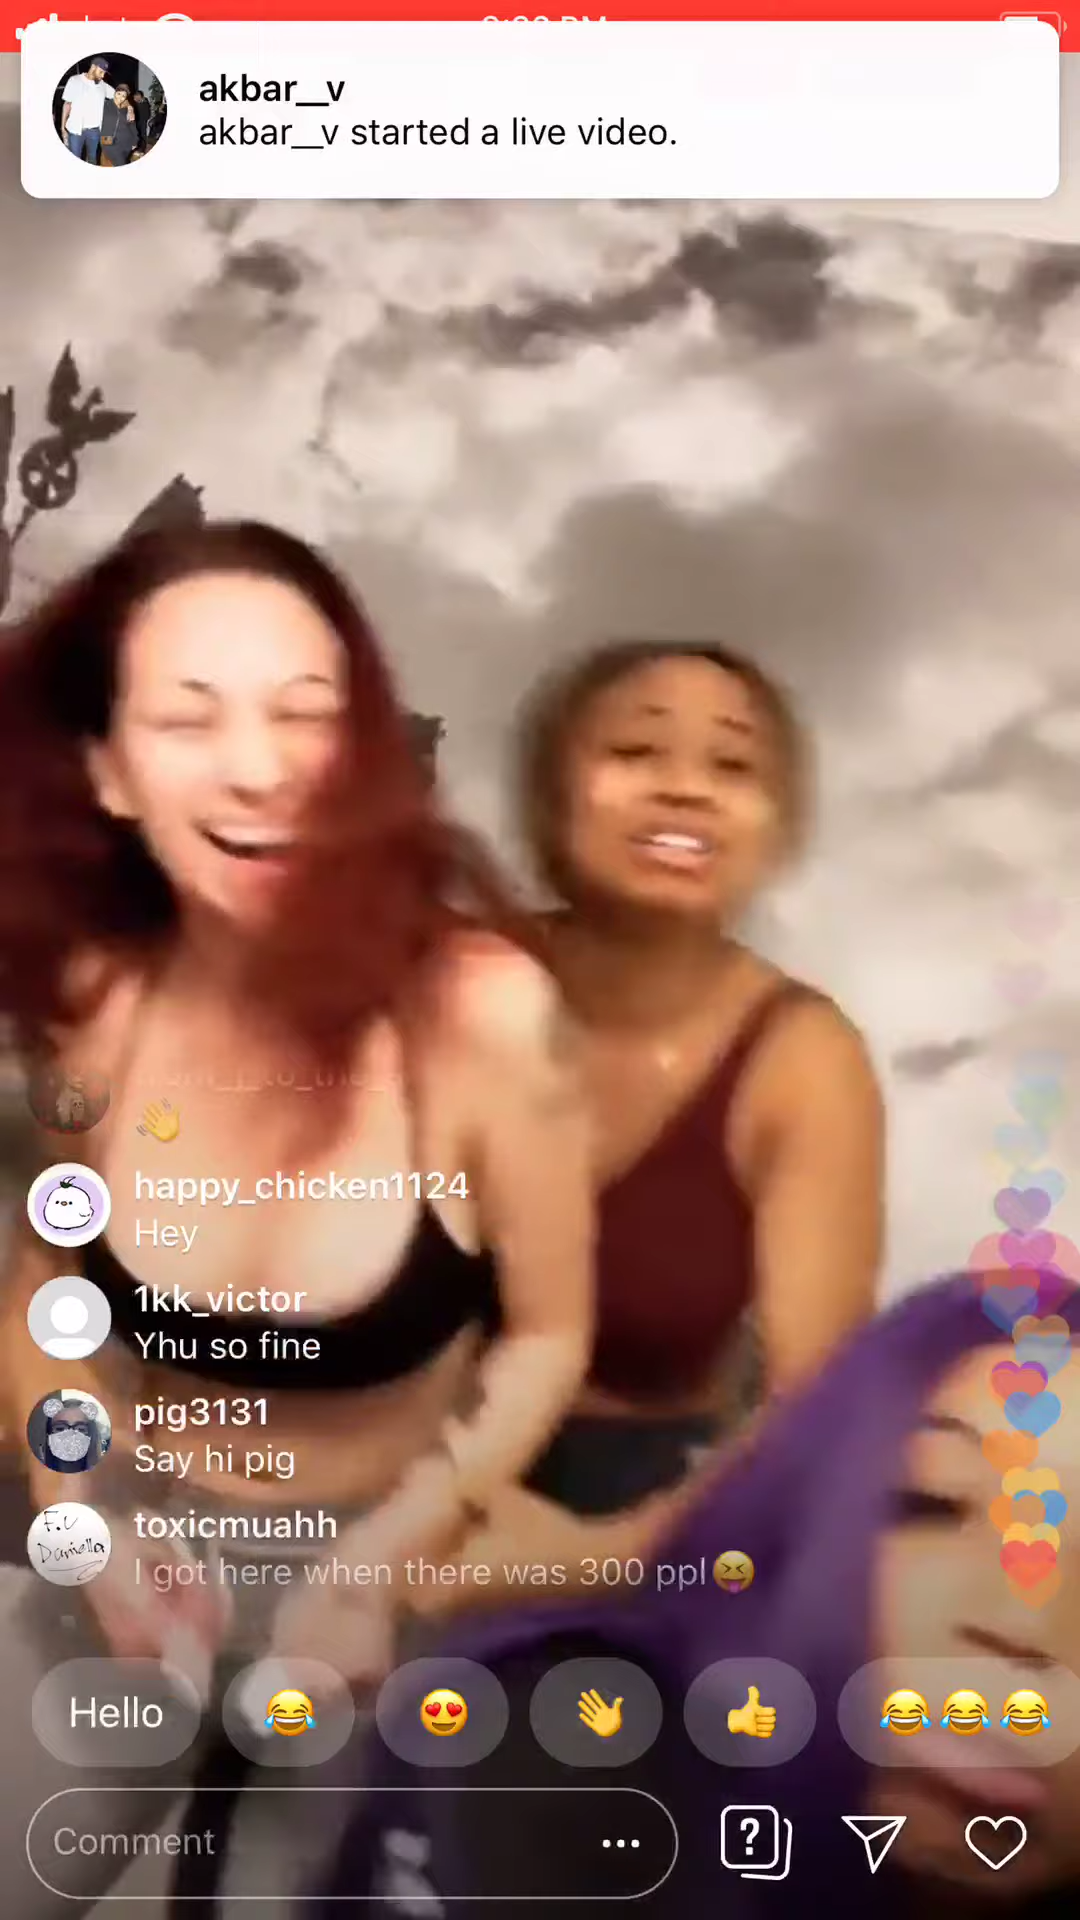 akbar__v
akbar__v started a live video.
👋
happy_chicken1124
Hey
1kk_victor
Yhu so fine
pig3131
Say hi pig
F.U
Daniella
toxicmuahh
I got here when there was 300 ppl😝
Hello 😂 😍 👋 👍 😂😂😂
Comment